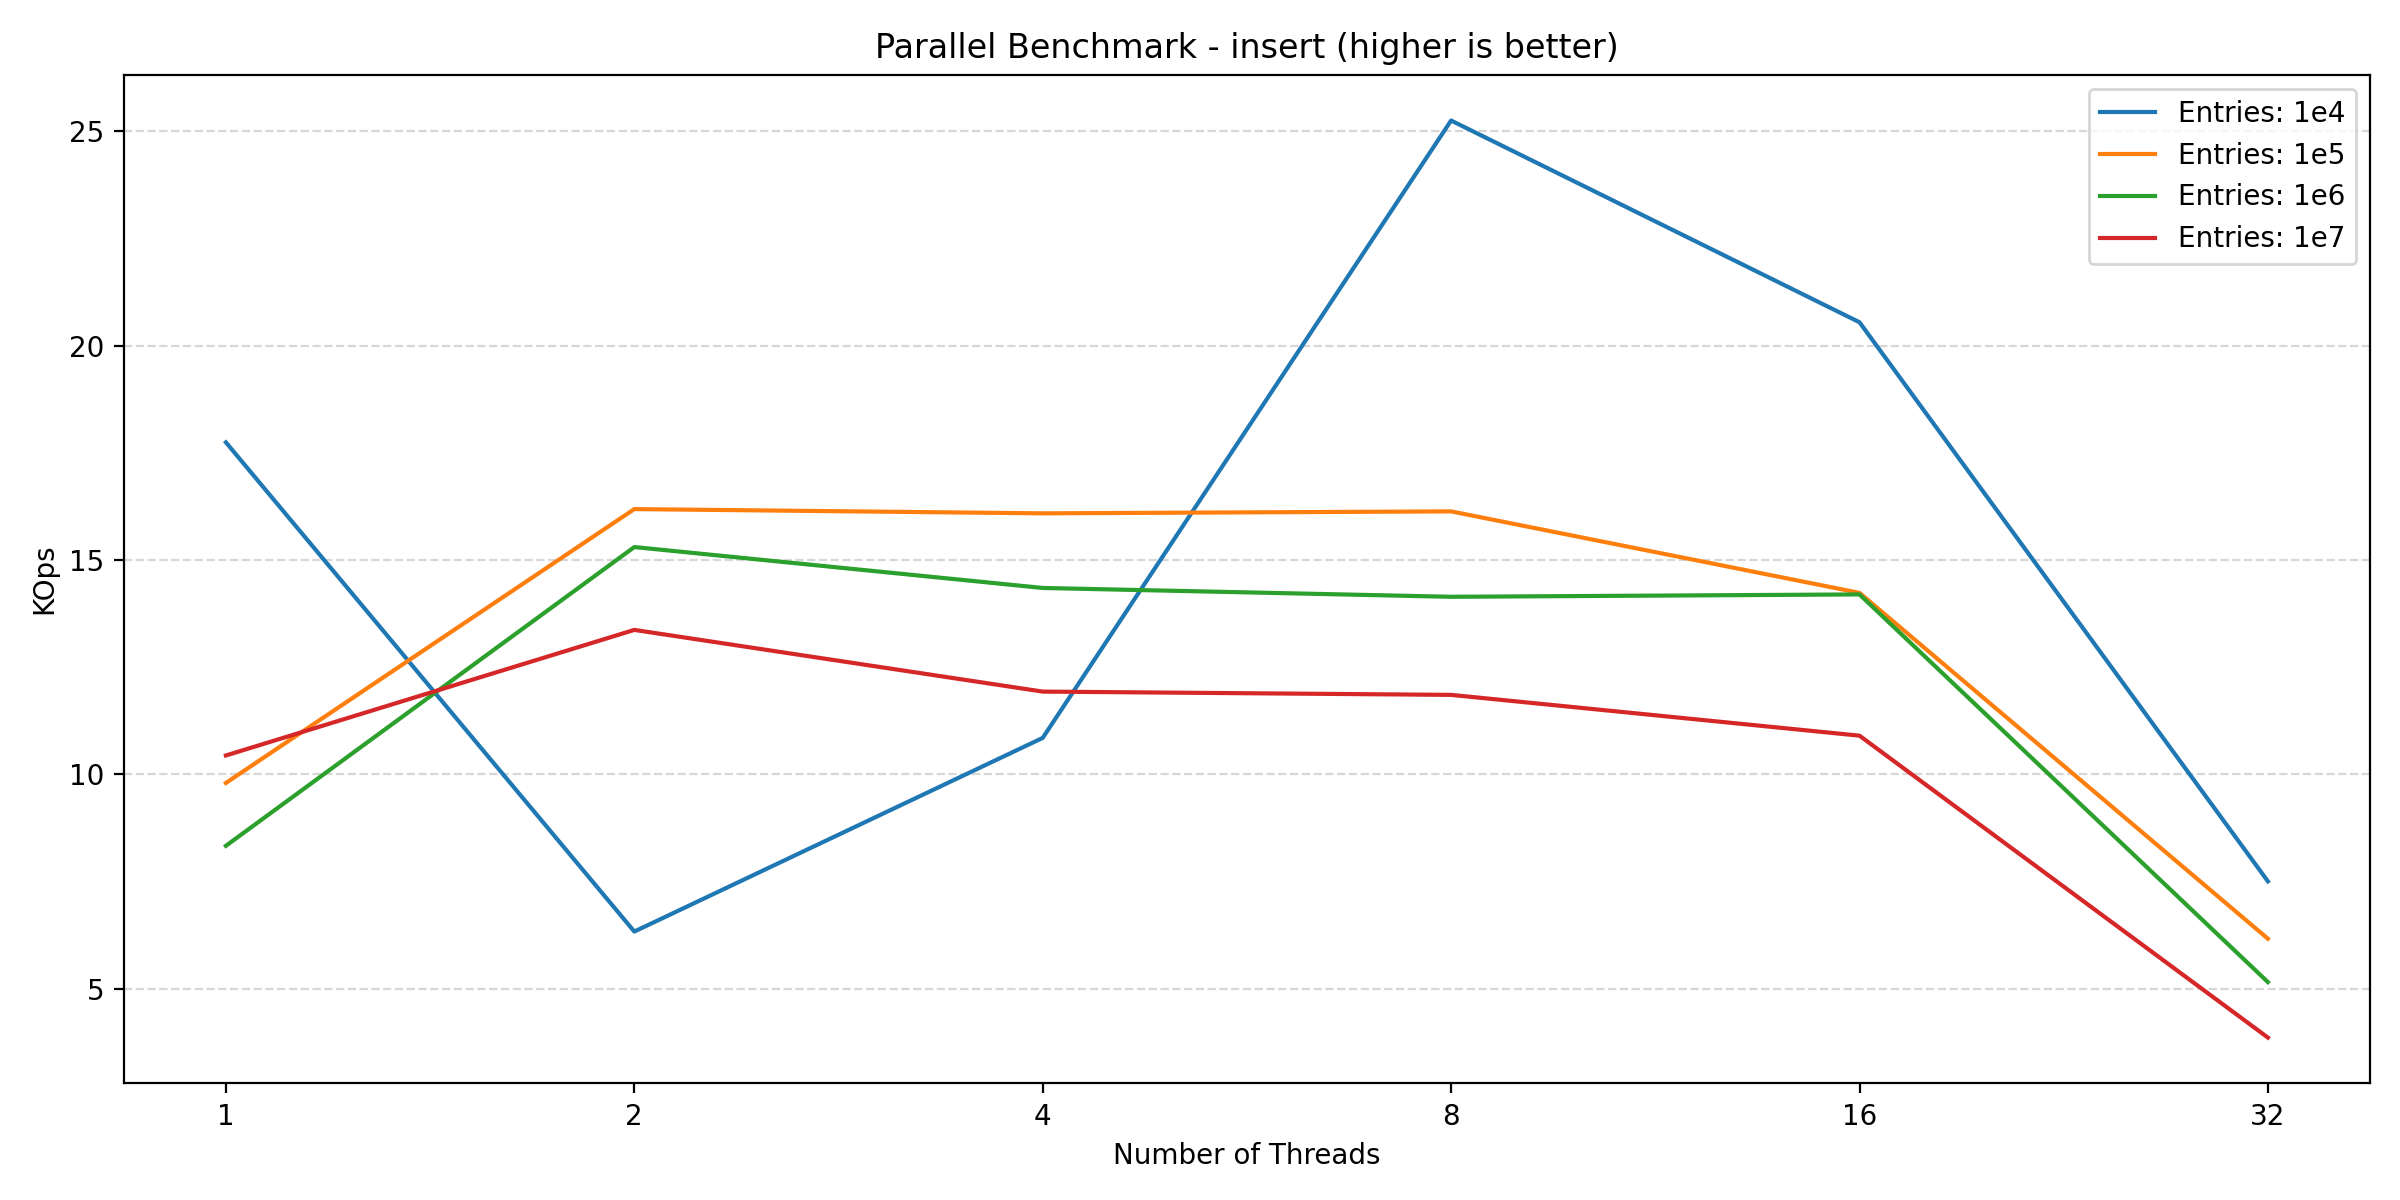 Parallel Benchmark - insert (higher is better)
Entries: 1e4
Entries: 1e5
Entries: 1e6
Entries: 1e7
KOps
25
20
15
10
5
1 2 4 8 16 32
Number of Threads